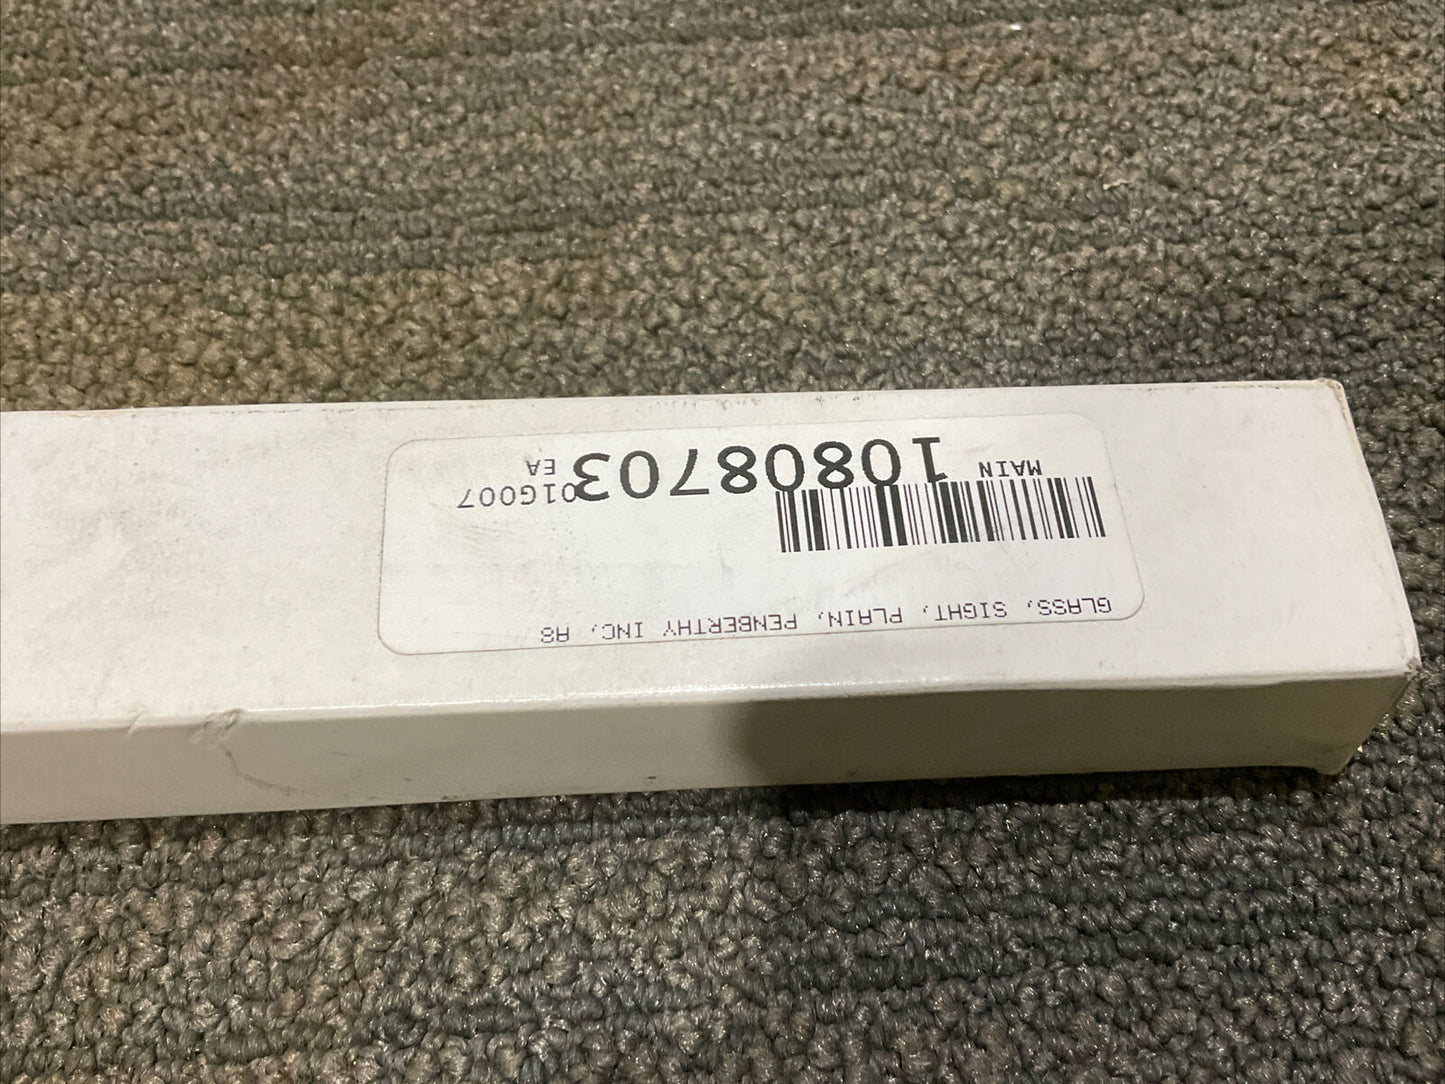 GLASS, SIGHT, PLAIN, PENBERTHY INC, A8
01G007
MAIN 10808703 EA